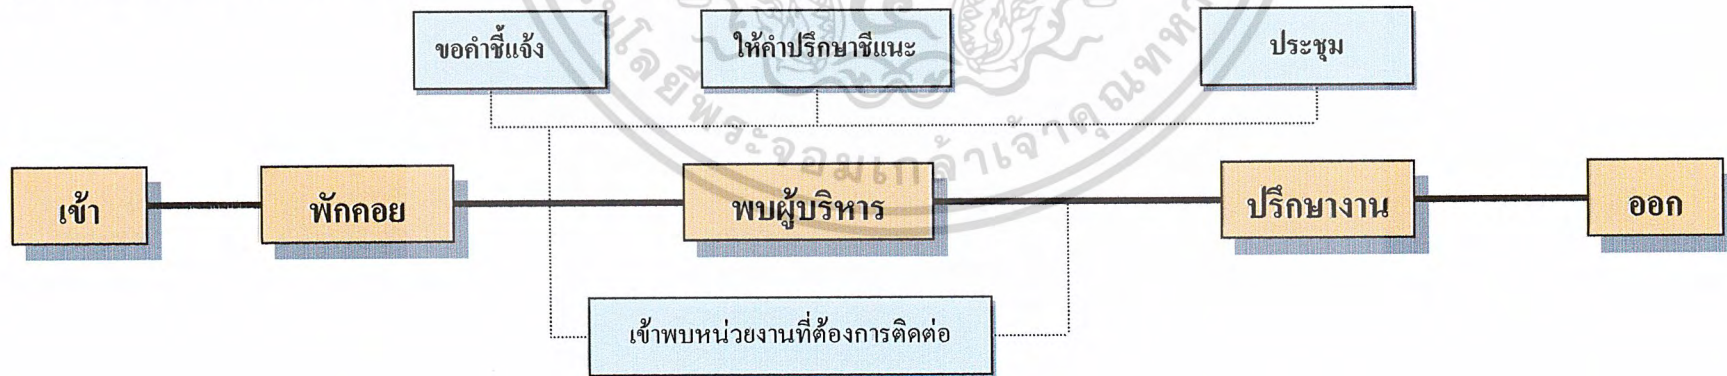 ขอคำชี้แจ้ง
ให้คำปรึกษาชีแนะ
ประชุม
เข้า
พักคอย
พบผู้บริหาร
ปรึกษางาน
ออก
เข้าพบหน่วยงานที่ต้องการติดต่อ